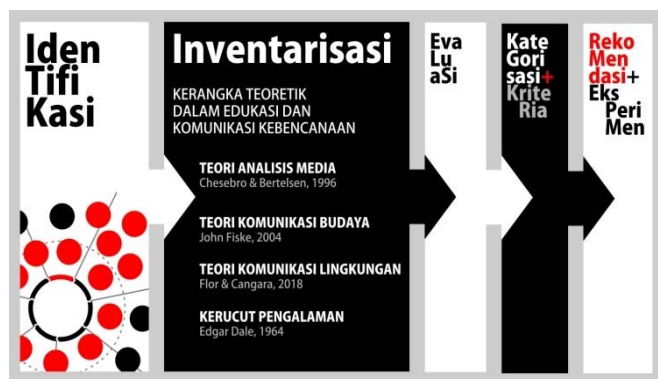 Iden
Tifi
Kasi
Inventarisasi
KERANGKA TEORETIK
DALAM EDUKASI DAN
KOMUNIKASI KEBENCANAAN
TEORI ANALISIS MEDIA
Chesebro & Bertelsen, 1996
TEORI KOMUNIKASI BUDAYA
John Fiske, 2004
TEORI KOMUNIKASI LINGKUNGAN
Flor & Cangara, 2018
KERUCUT PENGALAMAN
Edgar Dale, 1964
Eva
Lu
aSi
Kate
Gori
sasi+
Krite
Ria
Reko
Men
dasi+
Eks
Peri
Men